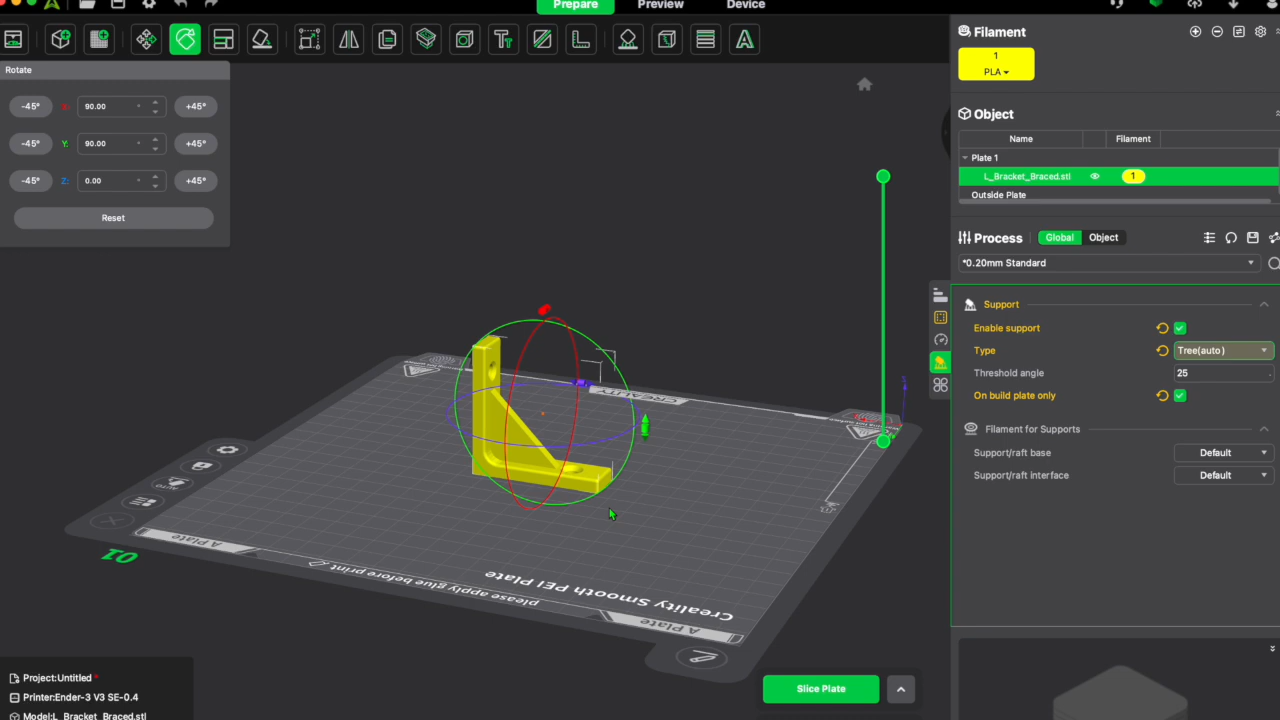 Prepare
Preview
Device
Rotate
-45°
90.00
°
+45°
-45°
Y:
90.00
°
+45°
-45°
Z:
0.00
°
+45°
Reset
Filament
1
PLA
Object
Name
Filament
Plate 1
L_Bracket_Braced.stl
1
Outside Plate
Process
Global
Object
*0.20mm Standard
Support
Enable support
Type
Tree(auto)
Threshold angle
25
On build plate only
Filament for Supports
Support/raft base
Default
Support/raft interface
Default
CREALITY
AUTO
01
A Plate
please apply glue before print
Creality Smooth PEI Plate
A Plate
Project:Untitled *
Printer:Ender-3 V3 SE-0.4
Model:L_Bracket_Braced.stl
Slice Plate